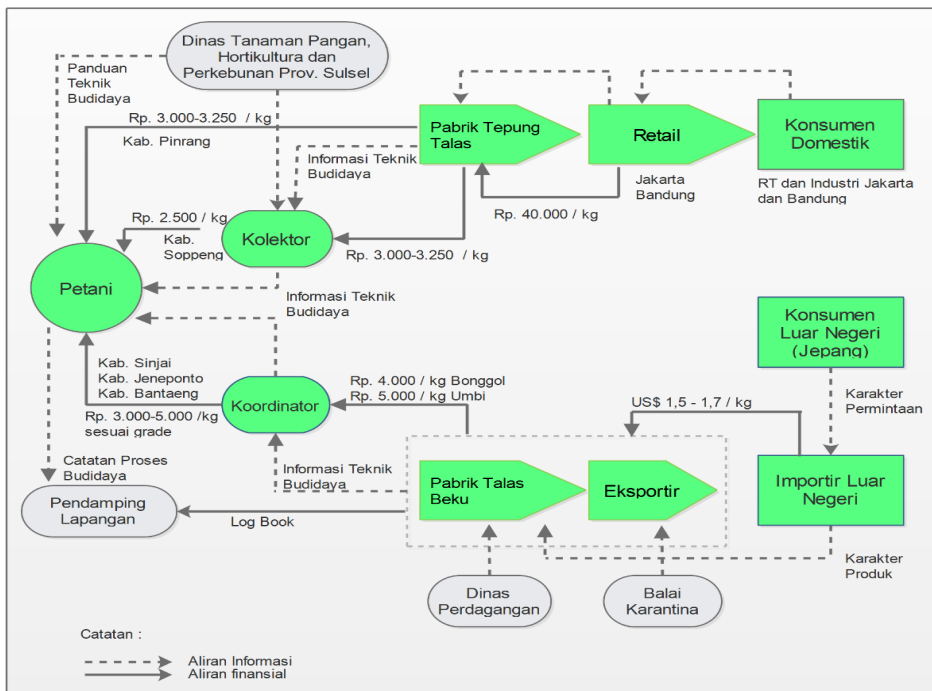 Dinas Tanaman Pangan,
Hortikultura dan
Perkebunan Prov. Sulsel
Panduan
Teknik
Budidaya
Rp. 3.000-3.250 / kg
Kab. Pinrang
Informasi Teknik
Budidaya
Pabrik Tepung
Talas
Retail
Konsumen
Domestik
Jakarta
Bandung
RT dan Industri Jakarta
dan Bandung
Rp. 40.000 / kg
Rp. 2.500 / kg
Kab.
Soppeng
Kolektor
Rp. 3.000-3.250 / kg
Petani
Informasi Teknik
Budidaya
Konsumen
Luar Negeri
(Jepang)
Kab. Sinjai
Kab. Jeneponto
Kab. Bantaeng
Rp. 3.000-5.000 /kg
sesuai grade
Koordinator
Rp. 4.000 / kg Bonggol
Rp. 5.000 / kg Umbi
US$ 1,5 - 1,7 / kg
Karakter
Permintaan
Catatan Proses
Budidaya
Informasi Teknik
Budidaya
Pabrik Talas
Beku
Eksportir
Importir Luar
Negeri
Pendamping
Lapangan
Log Book
Karakter
Produk
Dinas
Perdagangan
Balai
Karantina
Catatan :
Aliran Informasi
Aliran finansial